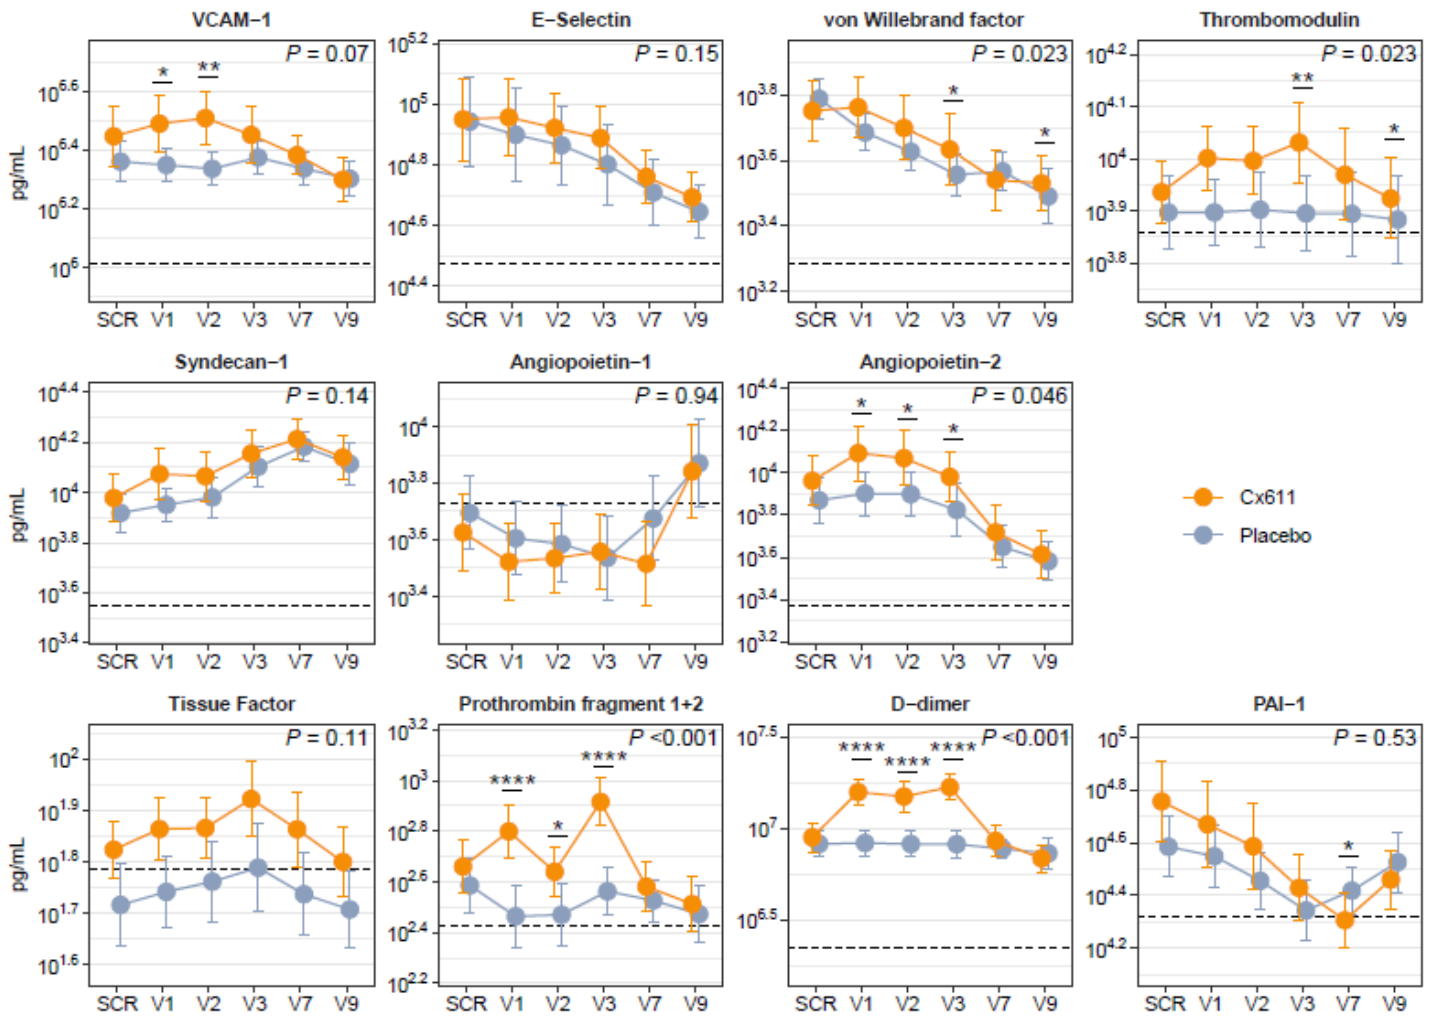 VCAM−1
E−Selectin
von Willebrand factor
Thrombomodulin
P = 0.07
P = 0.15
P = 0.023
P = 0.023
* **
* *
** *
pg/mL
10^6.6
10^6.4
10^6.2
10^6
10^5.2
10^5
10^4.8
10^4.6
10^4.4
10^3.8
10^3.6
10^3.4
10^3.2
10^4.2
10^4.1
10^4
10^3.9
10^3.8
SCR V1 V2 V3 V7 V9
SCR V1 V2 V3 V7 V9
SCR V1 V2 V3 V7 V9
SCR V1 V2 V3 V7 V9
Syndecan−1
Angiopoietin−1
Angiopoietin−2
P = 0.14
P = 0.94
P = 0.046
* * *
pg/mL
10^4.4
10^4.2
10^4
10^3.8
10^3.6
10^3.4
10^4
10^3.8
10^3.6
10^3.4
10^4.4
10^4.2
10^4
10^3.8
10^3.6
10^3.4
10^3.2
SCR V1 V2 V3 V7 V9
SCR V1 V2 V3 V7 V9
SCR V1 V2 V3 V7 V9
Cx611
Placebo
Tissue Factor
Prothrombin fragment 1+2
D−dimer
PAI−1
P = 0.11
P <0.001
P <0.001
P = 0.53
**** * ****
**** **** ****
*
pg/mL
10^2
10^1.9
10^1.8
10^1.7
10^1.6
10^3.2
10^3
10^2.8
10^2.6
10^2.4
10^2.2
10^7.5
10^7
10^6.5
10^5
10^4.8
10^4.6
10^4.4
10^4.2
SCR V1 V2 V3 V7 V9
SCR V1 V2 V3 V7 V9
SCR V1 V2 V3 V7 V9
SCR V1 V2 V3 V7 V9